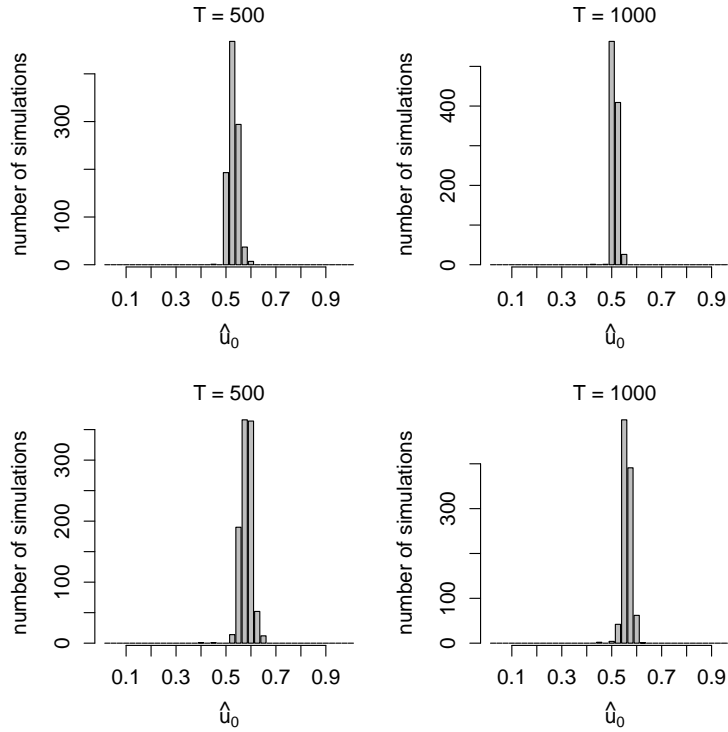 T = 500
number of simulations
0 100 300
0.1 0.3 0.5 0.7 0.9
û₀
T = 1000
number of simulations
0 200 400
0.1 0.3 0.5 0.7 0.9
û₀
T = 500
number of simulations
0 100 200 300
0.1 0.3 0.5 0.7 0.9
û₀
T = 1000
number of simulations
0 100 300
0.1 0.3 0.5 0.7 0.9
û₀